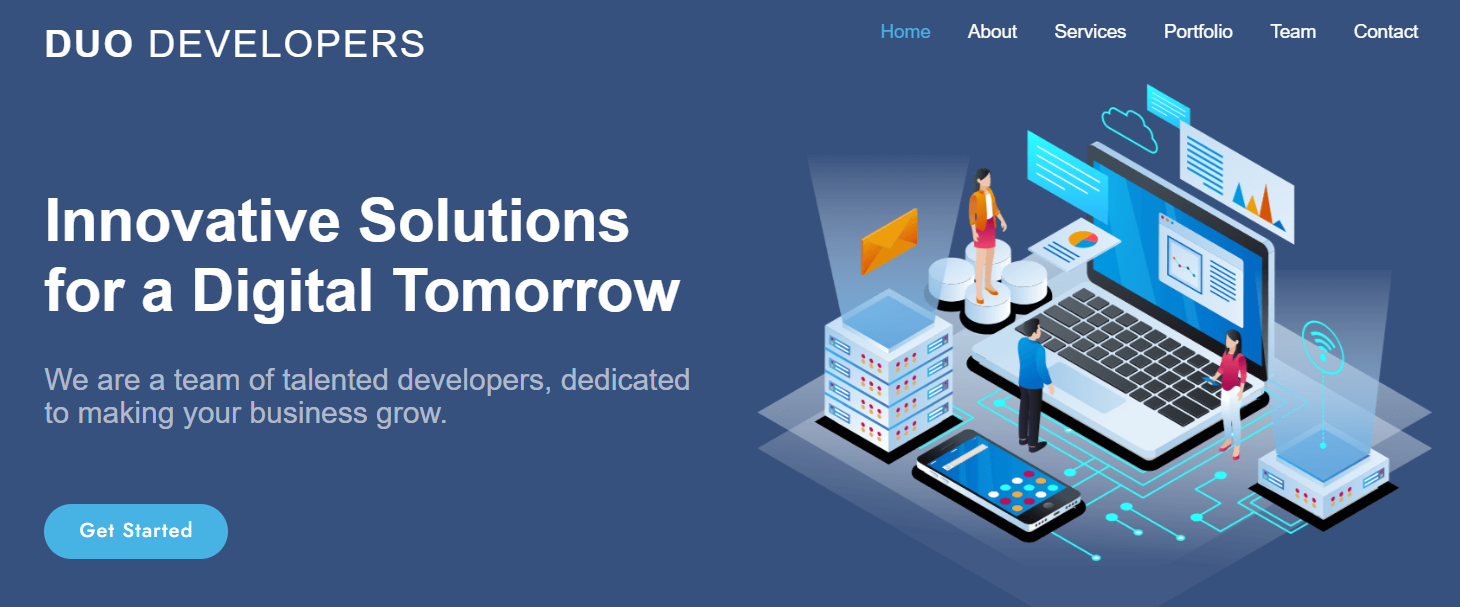 DUO DEVELOPERS
Home About Services Portfolio Team Contact
Innovative Solutions
for a Digital Tomorrow
We are a team of talented developers, dedicated
to making your business grow.
Get Started